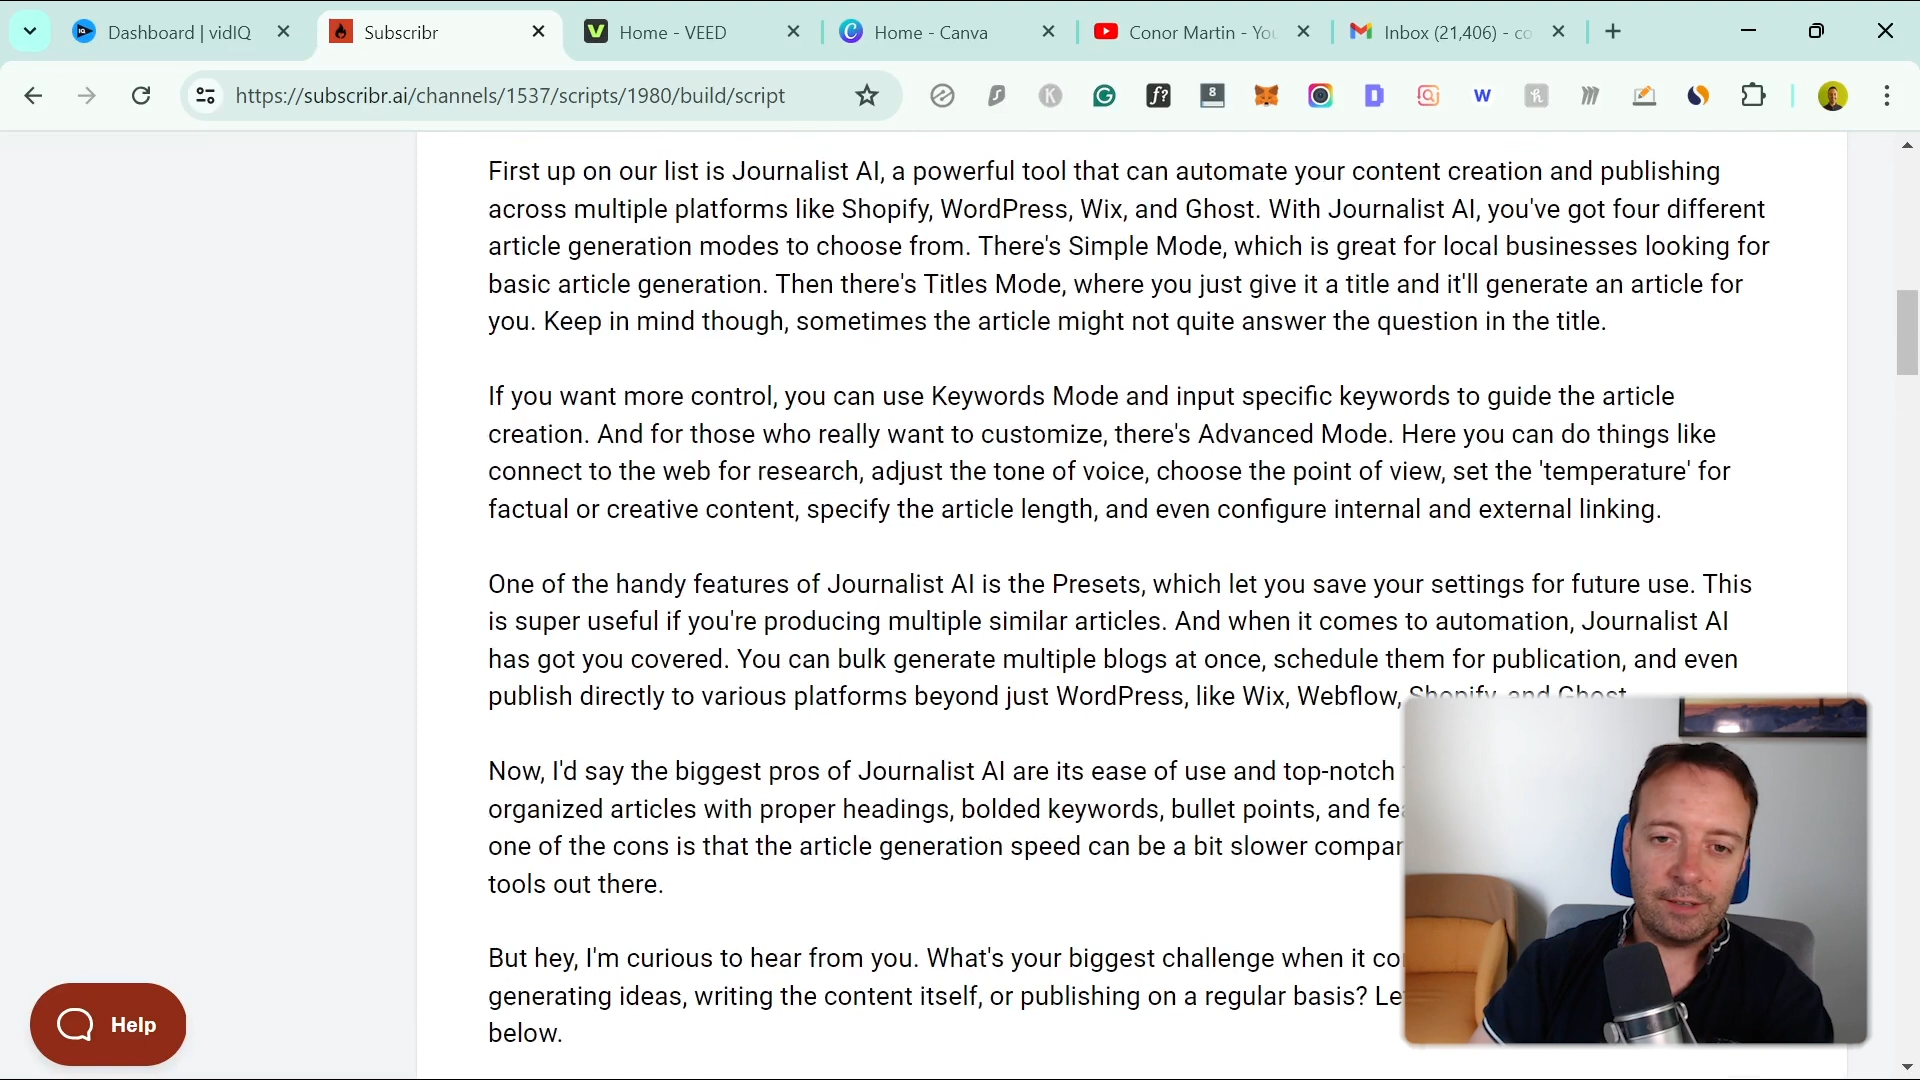 Dashboard | vidIQ
Subscribr
Home - VEED
Home - Canva
Conor Martin - You
Inbox (21,406) - co
https://subscribr.ai/channels/1537/scripts/1980/build/script
First up on our list is Journalist AI, a powerful tool that can automate your content creation and publishing
across multiple platforms like Shopify, WordPress, Wix, and Ghost. With Journalist AI, you've got four different
article generation modes to choose from. There's Simple Mode, which is great for local businesses looking for
basic article generation. Then there's Titles Mode, where you just give it a title and it'll generate an article for
you. Keep in mind though, sometimes the article might not quite answer the question in the title.
If you want more control, you can use Keywords Mode and input specific keywords to guide the article
creation. And for those who really want to customize, there's Advanced Mode. Here you can do things like
connect to the web for research, adjust the tone of voice, choose the point of view, set the 'temperature' for
factual or creative content, specify the article length, and even configure internal and external linking.
One of the handy features of Journalist AI is the Presets, which let you save your settings for future use. This
is super useful if you're producing multiple similar articles. And when it comes to automation, Journalist AI
has got you covered. You can bulk generate multiple blogs at once, schedule them for publication, and even
publish directly to various platforms beyond just WordPress, like Wix, Webflow, Shopify, and Ghost.
Now, I'd say the biggest pros of Journalist AI are its ease of use and top-notch
organized articles with proper headings, bolded keywords, bullet points, and
one of the cons is that the article generation speed can be a bit slower
tools out there.
But hey, I'm curious to hear from you. What's your biggest challenge when it
generating ideas, writing the content itself, or publishing on a regular basis?
below.
Help